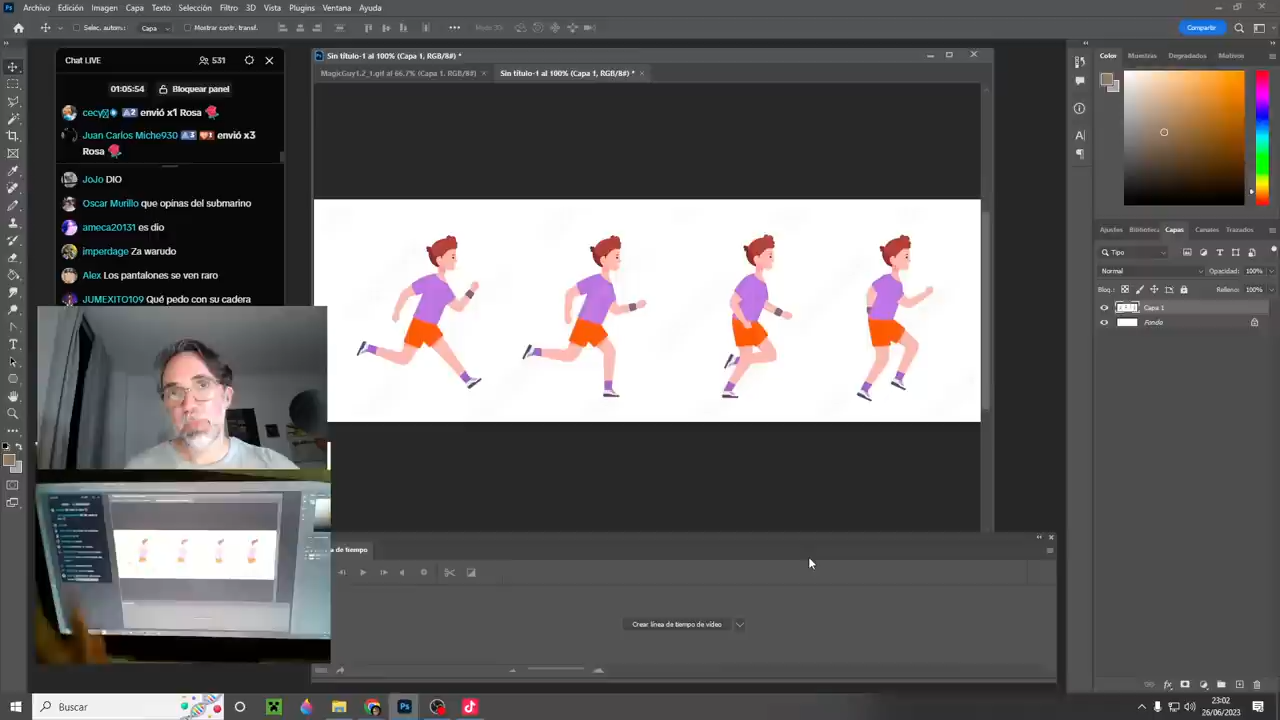 Archivo Edición Imagen Capa Texto Selección Filtro 3D Vista Plugins Ventana Ayuda
Selec. autom.: Capa Mostrar contr. transf. Modo 3D: Compartir
Chat LIVE 531
01:05:54 Bloquear panel
envió x1 Rosa
Juan Carlos Miche930 envió x3
Rosa
JoJo DIO
Oscar Murillo que opinas del submarino
ameca20131 es dio
imperdage Za warudo
Alex Los pantalones se ven raro
JUMEXITO109 Qué pedo con su cadera
Sin título-1 al 100% (Capa 1, RGB/8#) *
MagicGuy1.2_1.gif al 66,7% (Capa 1, RGB/8#) Sin título-1 al 100% (Capa 1, RGB/8#) *
a de tiempo
Crear línea de tiempo de vídeo
Color Muestras Degradados Motivos
Ajustes Bibliotecas Capas Canales Trazados
Tipo
Normal Opacidad: 100%
Bloq.: Relleno: 100%
Capa 1
Fondo
Buscar
23:02
26/06/2023